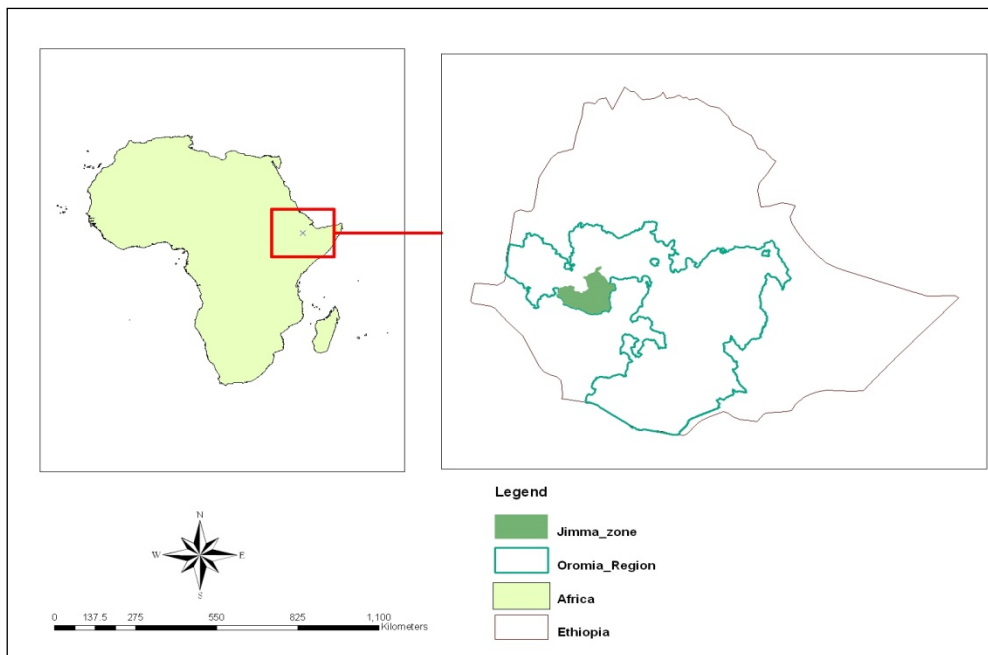 Legend
Jimma_zone
Oromia_Region
Africa
Ethiopia
N
W E
S
0 137.5 275 550 825 1,100
Kilometers